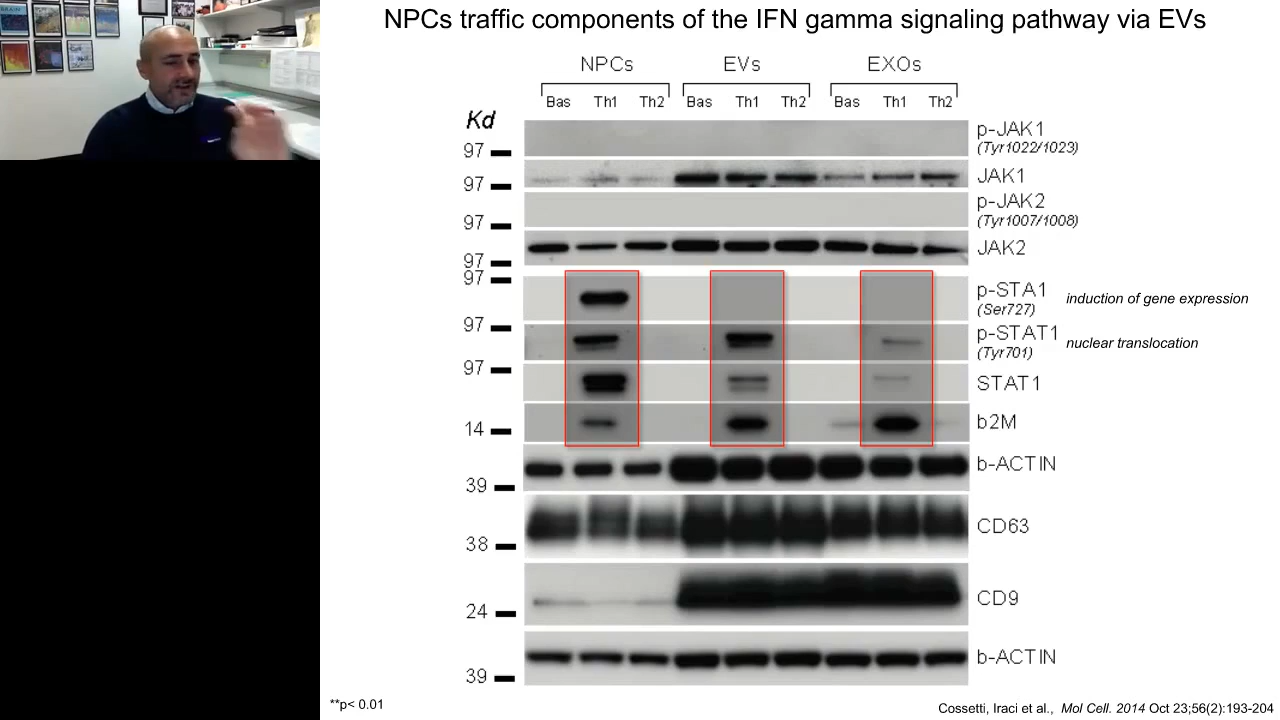 NPCs traffic components of the IFN gamma signaling pathway via EVs
NPCs EVs EXOs
Bas Th1 Th2 Bas Th1 Th2 Bas Th1 Th2
Kd
97 p-JAK1
(Tyr1022/1023)
97 JAK1
97 p-JAK2
(Tyr1007/1008)
97 JAK2
97 p-STA1 induction of gene expression
(Ser727)
97 p-STAT1 nuclear translocation
(Tyr701)
97 STAT1
14 b2M
39 b-ACTIN
38 CD63
24 CD9
39 b-ACTIN
**p< 0.01
Cossetti, Iraci et al., Mol Cell. 2014 Oct 23;56(2):193-204